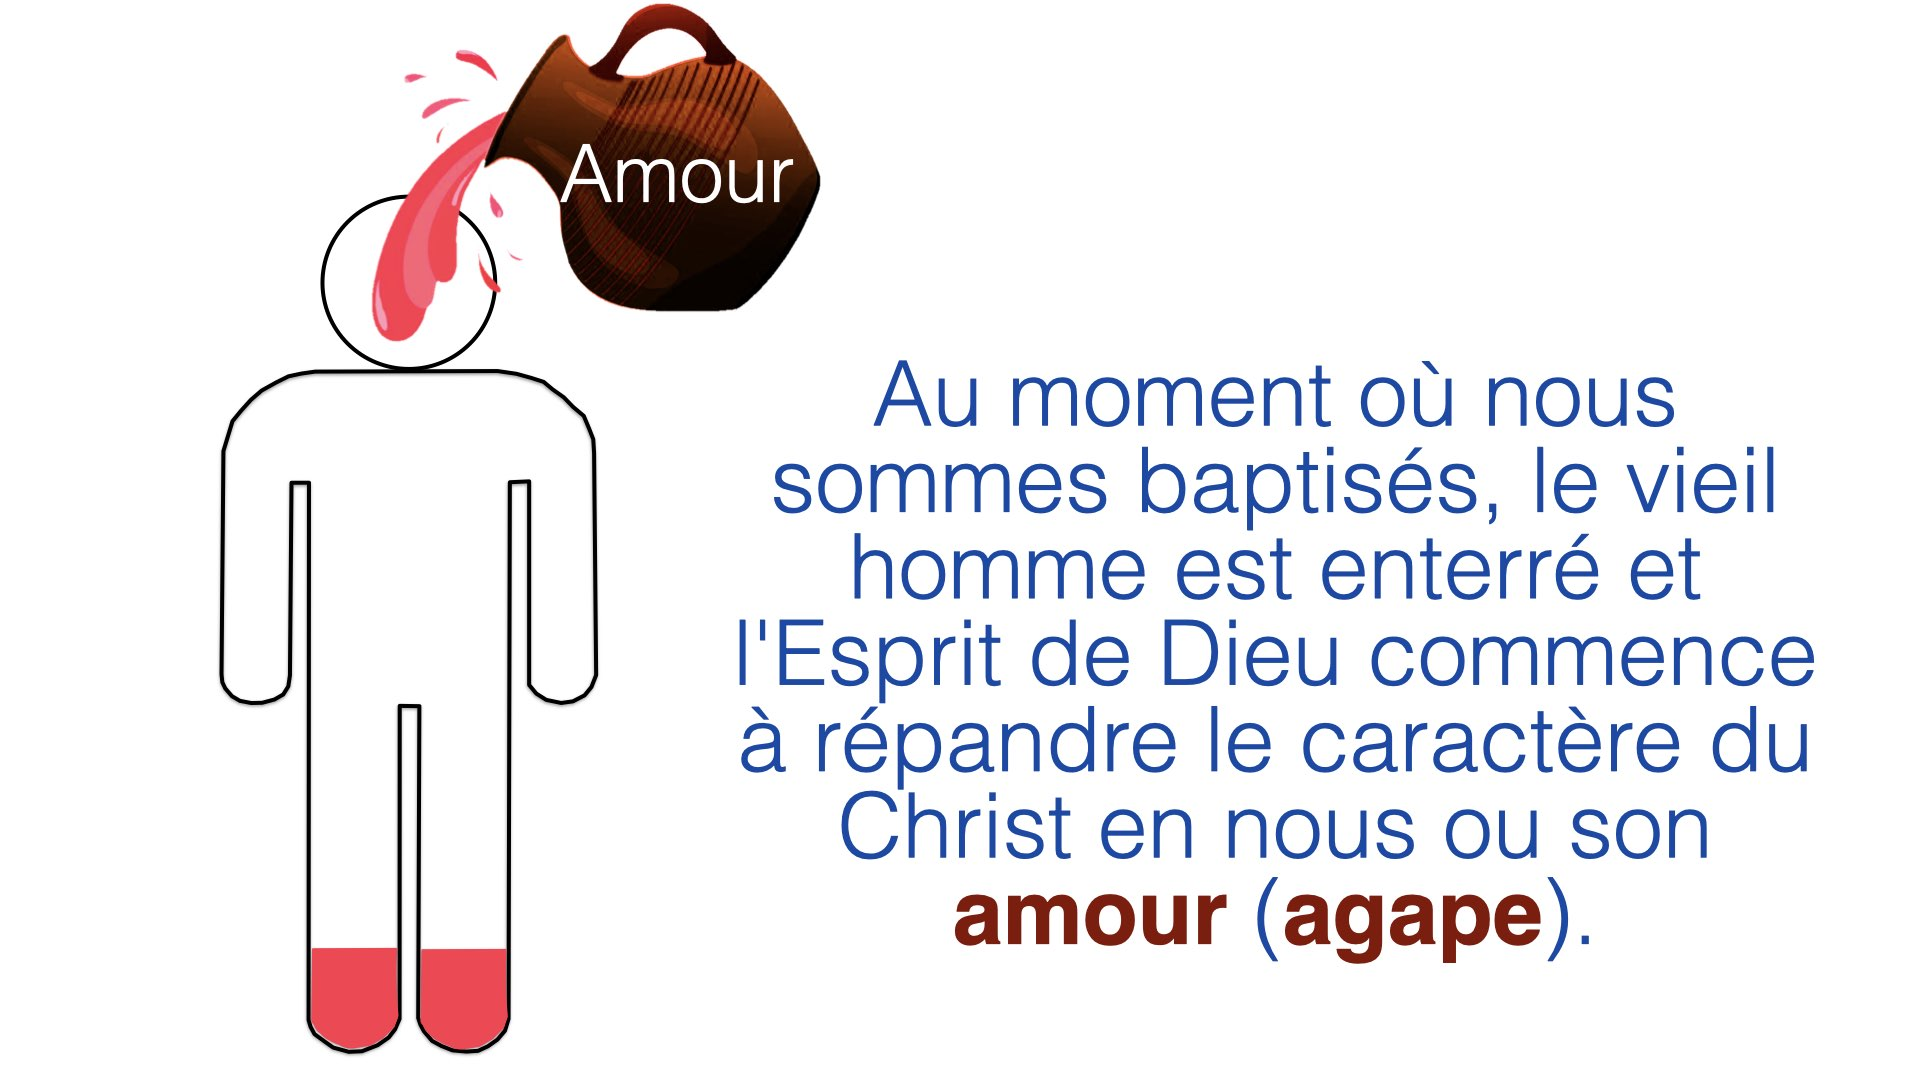 Amour
Au moment où nous
sommes baptisés, le vieil
homme est enterré et
l'Esprit de Dieu commence
à répandre le caractère du
Christ en nous ou son
amour (agape).